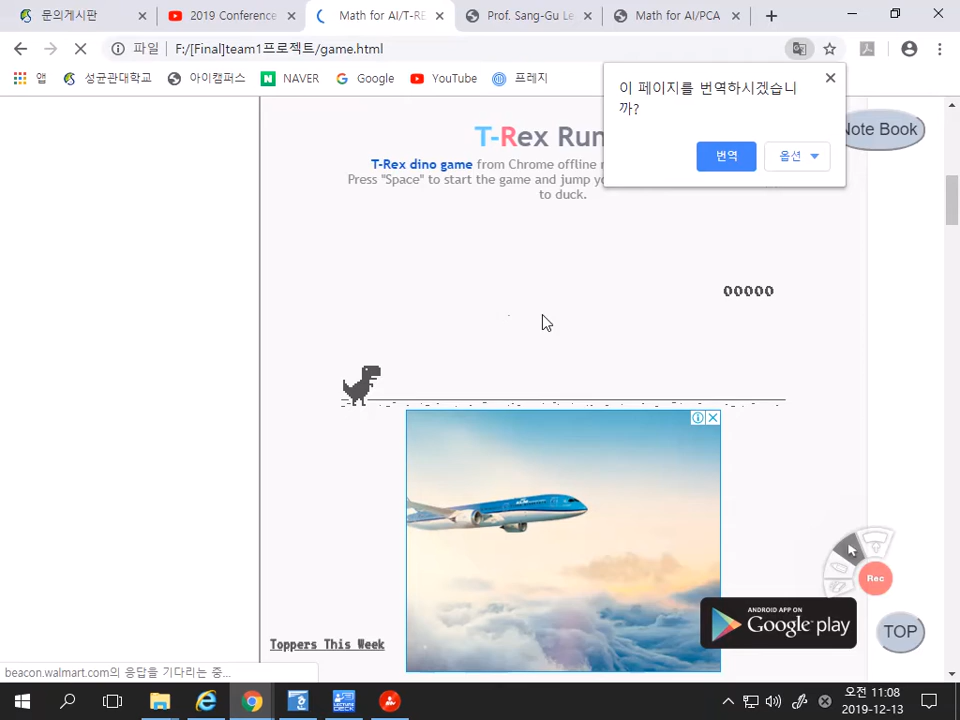 문의게시판
2019 Conference
Math for AI/T-RE
Prof. Sang-Gu Le
Math for AI/PCA
파일
F:/[Final]team1프로젝트/game.html
앱
성균관대학교
아이캠퍼스
NAVER
Google
YouTube
프레지
이 페이지를 번역하시겠습니
까?
번역
옵션
Note Book
T-Rex Run
T-Rex dino game from Chrome offline
Press "Space" to start the game and jump
to duck.
00000
Toppers This Week
Rec
ANDROID APP ON
Google play
TOP
beacon.walmart.com의 응답을 기다리는 중...
LECTURE
오전 11:08
2019-12-13